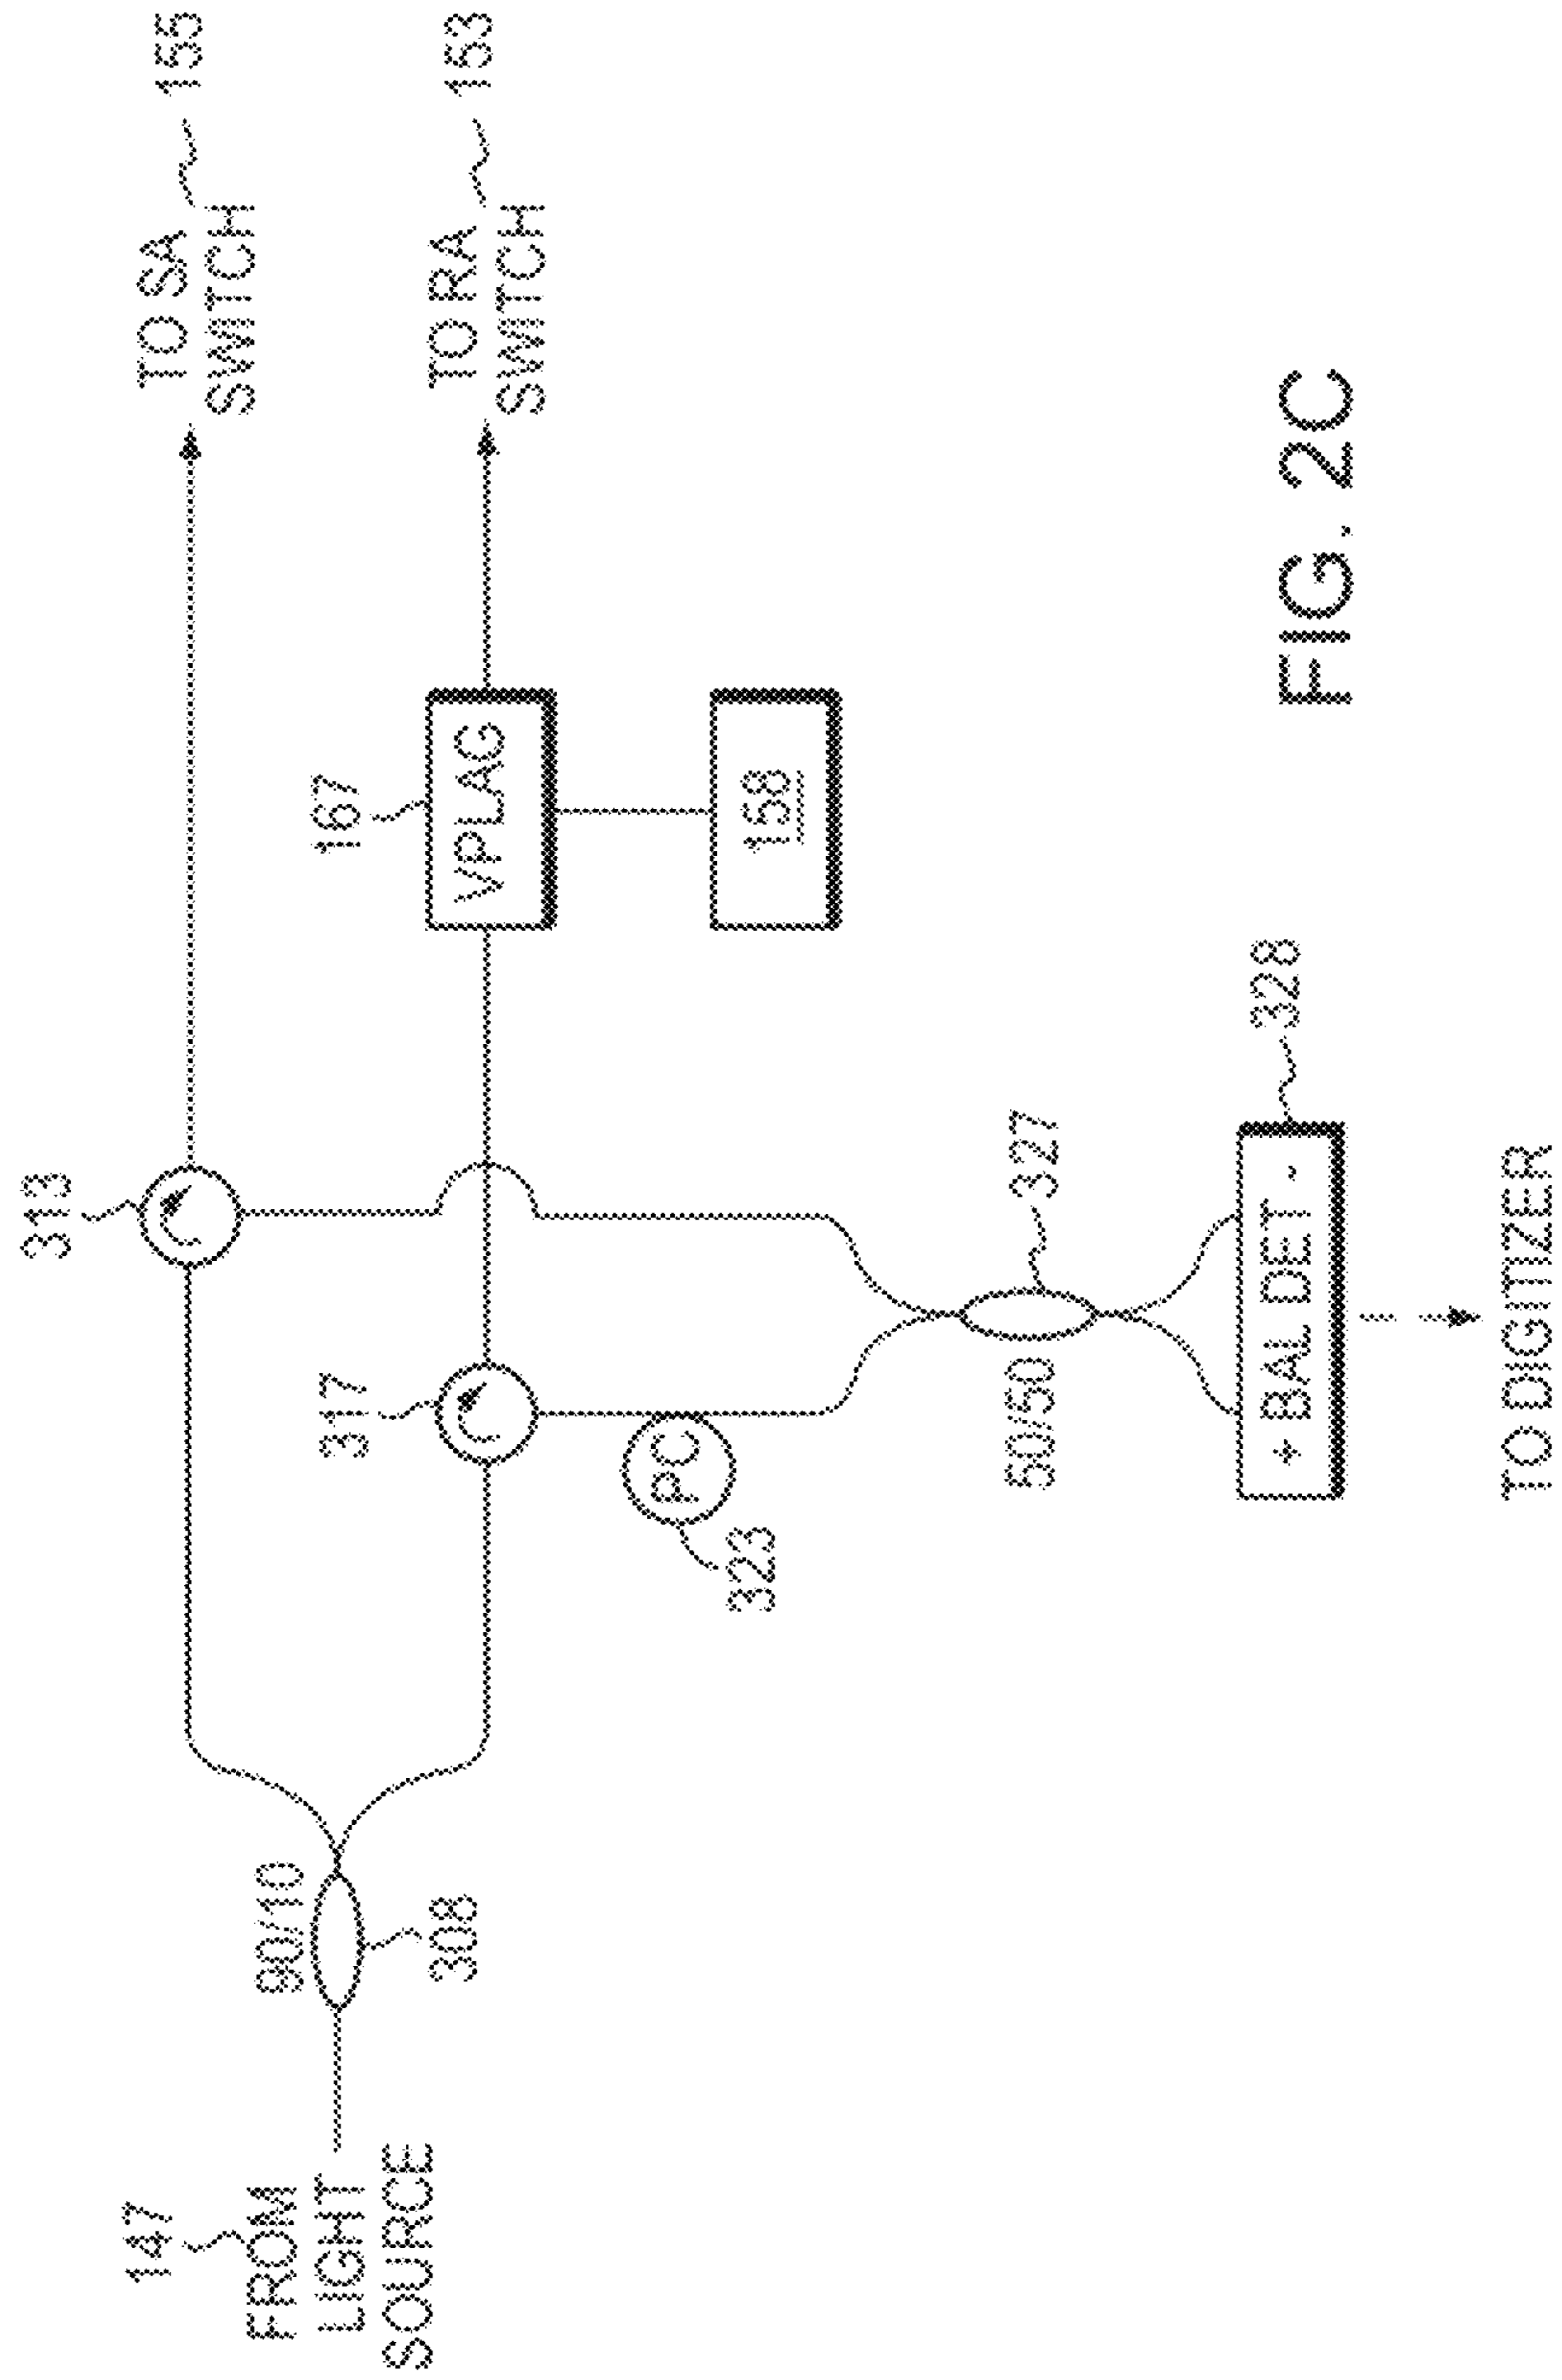 147
FROM
LIGHT
SOURCE
90/10
308
313
317
PC
323
167
VPLAG
158
TO SA
SWITCH
155
TO RA
SWITCH
153
50/50
327
+ BAL DET -
328
TO DIGITIZER
FIG. 2C